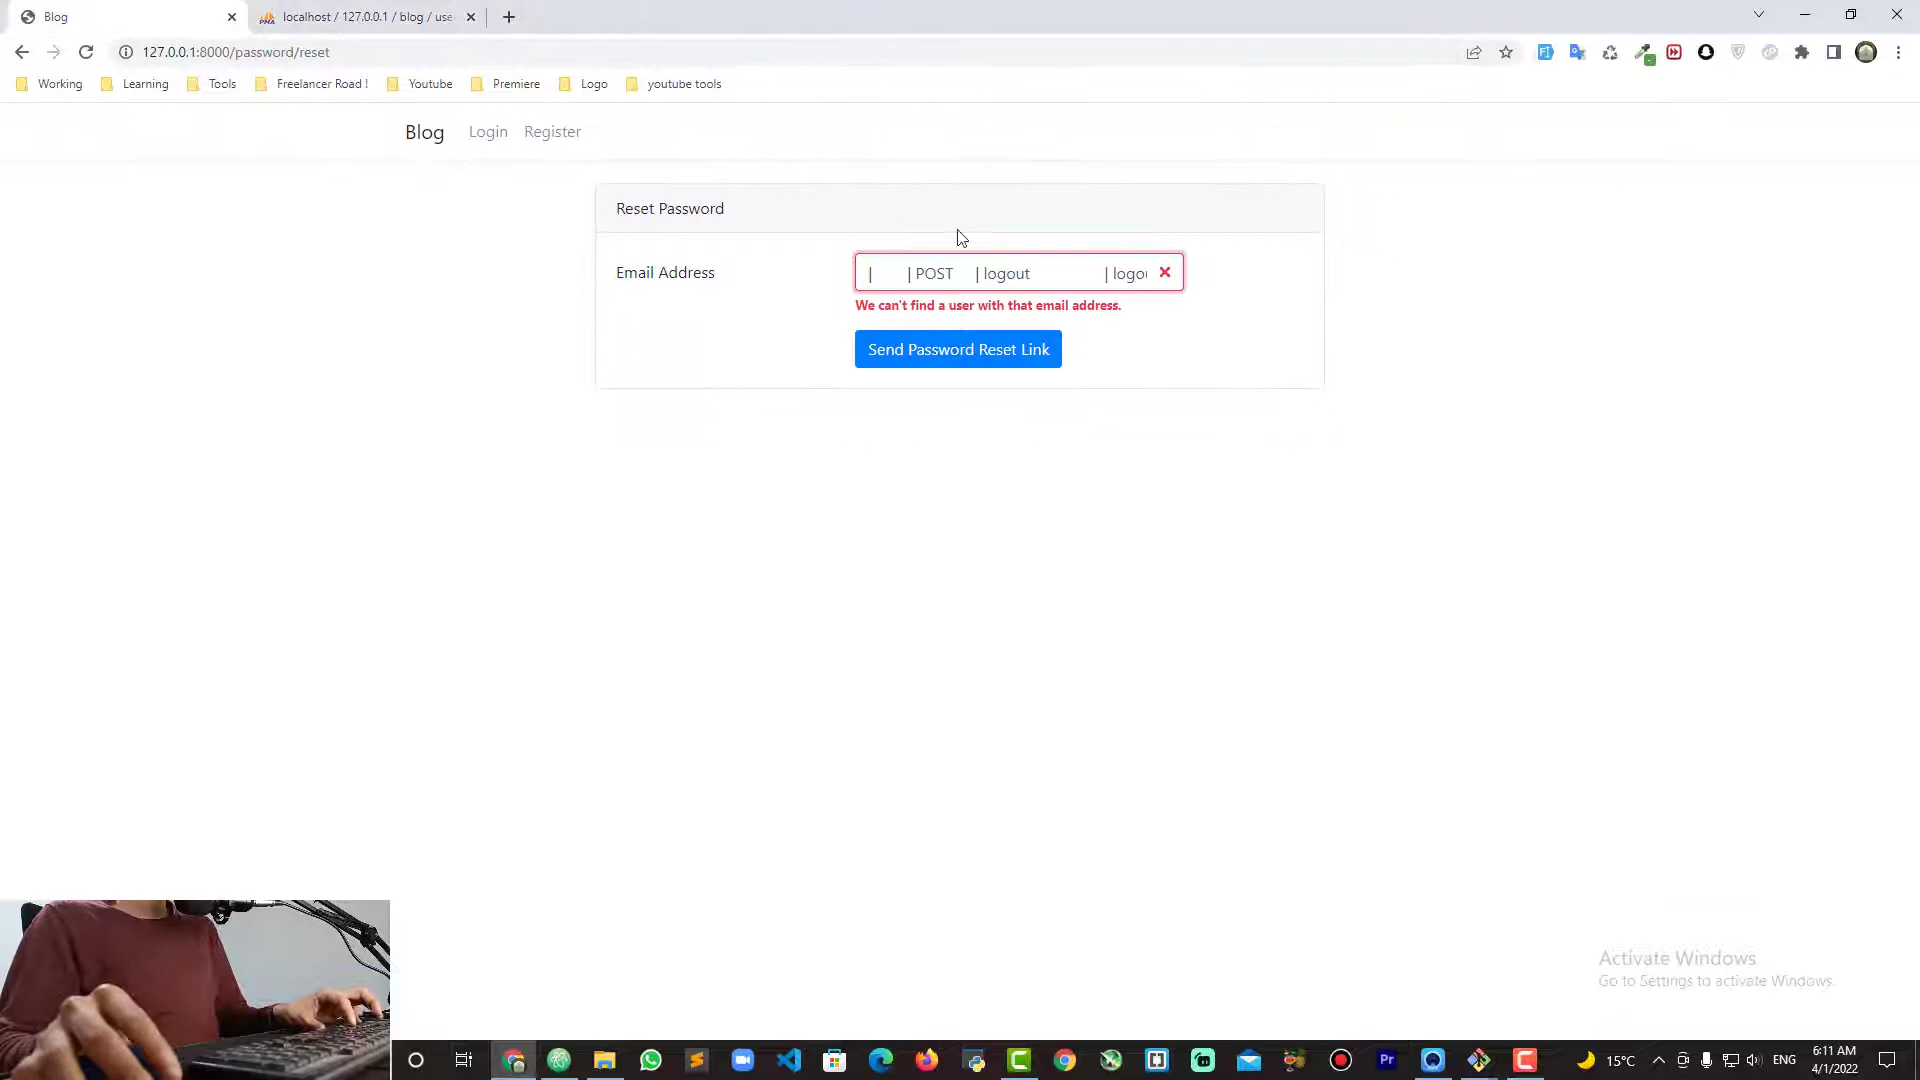 Blog
localhost / 127.0.0.1 / blog / use
127.0.0.1:8000/password/reset
Working Learning Tools Freelancer Road ! Youtube Premiere Logo youtube tools
Blog Login Register
Reset Password
Email Address
| | POST | logout | logou
We can't find a user with that email address.
Send Password Reset Link
Activate Windows
Go to Settings to activate Windows.
15°C ENG 6:11 AM
4/1/2022